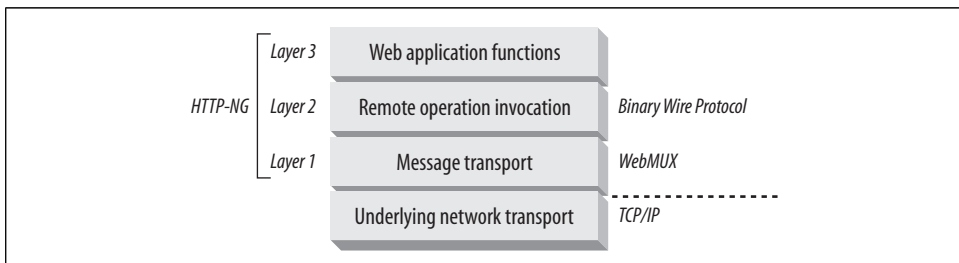 Layer 3 Web application functions
HTTP-NG Layer 2 Remote operation invocation Binary Wire Protocol
Layer 1 Message transport WebMUX
Underlying network transport TCP/IP